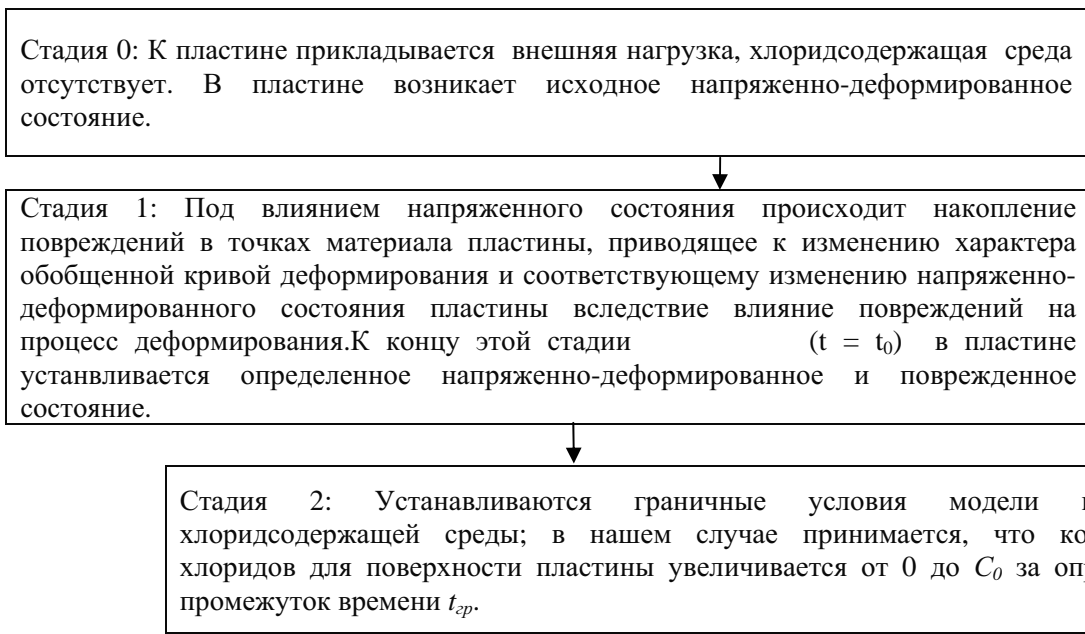 Стадия 0: К пластине прикладывается внешняя нагрузка, хлоридсодержащая среда
отсутствует. В пластине возникает исходное напряженно-деформированное
состояние.
Стадия 1: Под влиянием напряженного состояния происходит накопление
повреждений в точках материала пластины, приводящее к изменению характера
обобщенной кривой деформирования и соответствующему изменению напряженно-
деформированного состояния пластины вследствие влияние повреждений на
процесс деформирования.К концу этой стадии (t = t₀) в пластине
устанвливается определенное напряженно-деформированное и поврежденное
состояние.
Стадия 2: Устанавливаются граничные условия модели
хлоридсодержащей среды; в нашем случае принимается, что
хлоридов для поверхности пластины увеличивается от 0 до C₀ за
промежуток времени tгр.